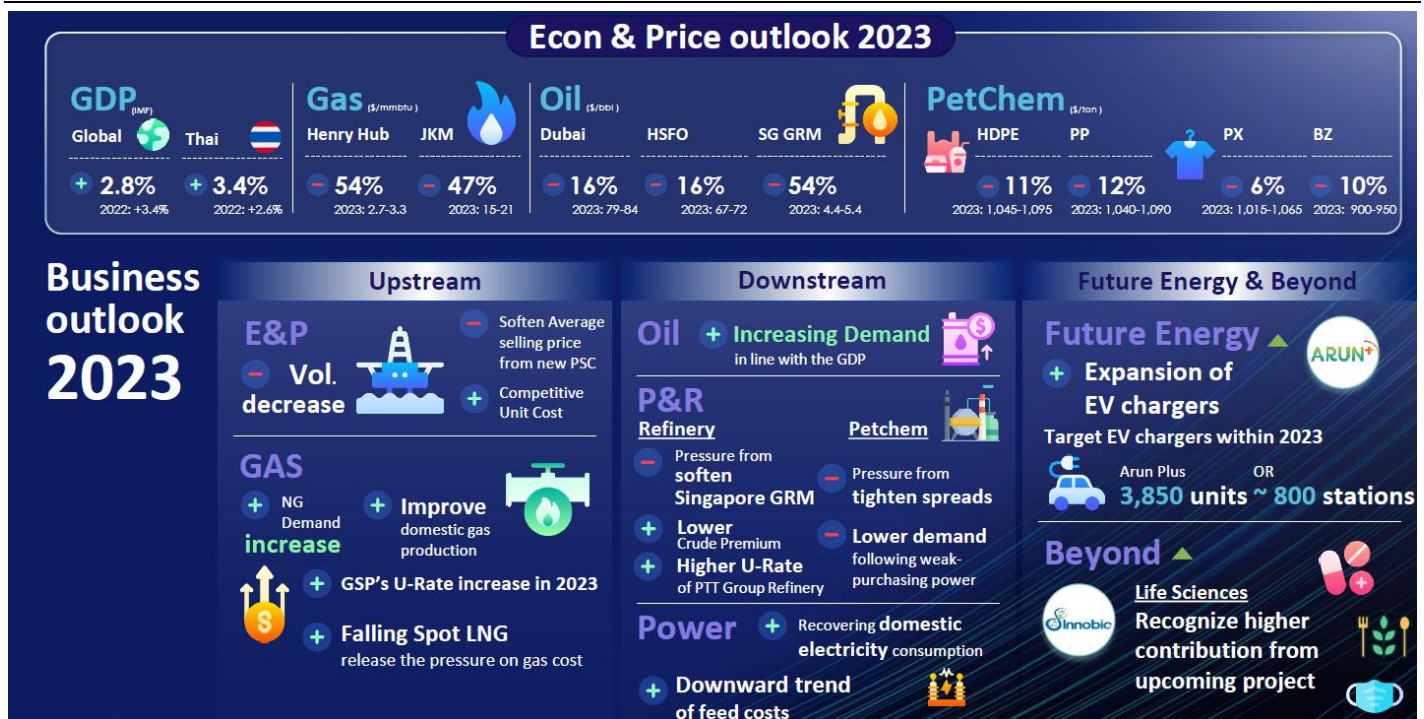 Econ & Price outlook 2023
GDP (IMF)
Global
Thai
+ 2.8%
2022: +3.4%
+ 3.4%
2022: +2.6%
Gas ($/mmbtu)
Henry Hub
JKM
- 54%
2023: 2.7-3.3
- 47%
2023: 15-21
Oil ($/bbl)
Dubai
HSFO
SG GRM
- 16%
2023: 79-84
- 16%
2023: 67-72
- 54%
2023: 4.4-5.4
PetChem ($/ton)
HDPE
PP
PX
BZ
- 11%
2023: 1,045-1,095
- 12%
2023: 1,040-1,090
- 6%
2023: 1,015-1,065
- 10%
2023: 900-950
Business
outlook
2023
Upstream
E&P
- Vol.
decrease
- Soften Average
selling price
from new PSC
+ Competitive
Unit Cost
GAS
+ NG
Demand
increase
+ Improve
domestic gas
production
+ GSP's U-Rate increase in 2023
+ Falling Spot LNG
release the pressure on gas cost
Downstream
Oil + Increasing Demand
in line with the GDP
P&R
Refinery
- Pressure from
soften
Singapore GRM
+ Lower
Crude Premium
+ Higher U-Rate
of PTT Group Refinery
Petchem
- Pressure from
tighten spreads
- Lower demand
following weak-
purchasing power
Power + Recovering domestic
electricity consumption
+ Downward trend
of feed costs
Future Energy & Beyond
Future Energy
ARUN+
+ Expansion of
EV chargers
Target EV chargers within 2023
Arun Plus OR
3,850 units ~ 800 stations
Beyond
Innobic
Life Sciences
Recognize higher
contribution from
upcoming project